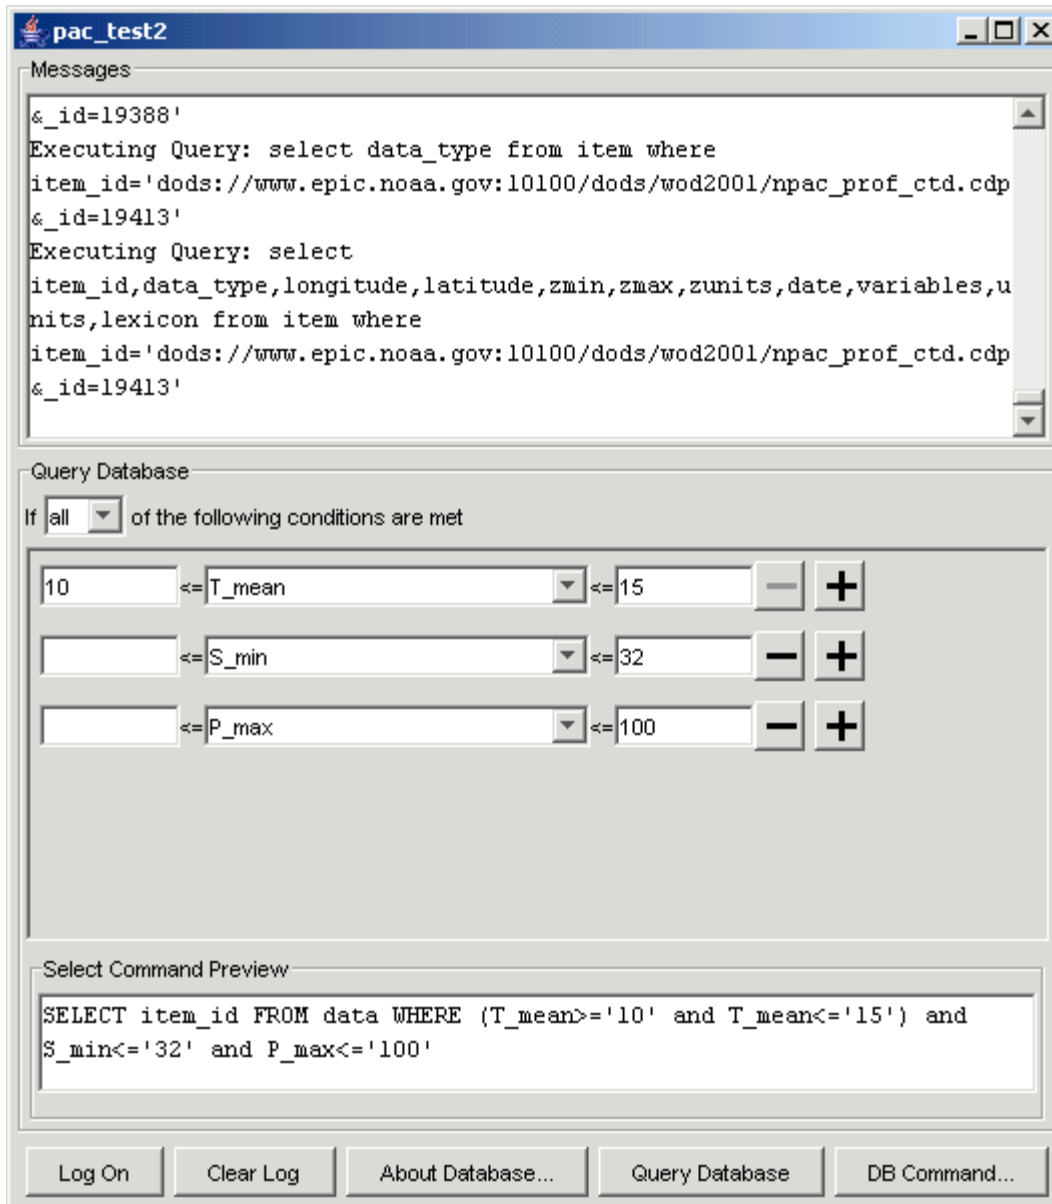 pac_test2
Messages
&_id=19388'
Executing Query: select data_type from item where
item_id='dods://www.epic.noaa.gov:10100/dods/wod2001/npac_prof_ctd.cdp
&_id=19413'
Executing Query: select
item_id,data_type,longitude,latitude,zmin,zmax,zunits,date,variables,u
nits,lexicon from item where
item_id='dods://www.epic.noaa.gov:10100/dods/wod2001/npac_prof_ctd.cdp
&_id=19413'
Query Database
If all of the following conditions are met
10 <= T_mean <= 15 - +
<= S_min <= 32 - +
<= P_max <= 100 - +
Select Command Preview
SELECT item_id FROM data WHERE (T_mean>='10' and T_mean<='15') and
S_min<='32' and P_max<='100'
Log On Clear Log About Database... Query Database DB Command...